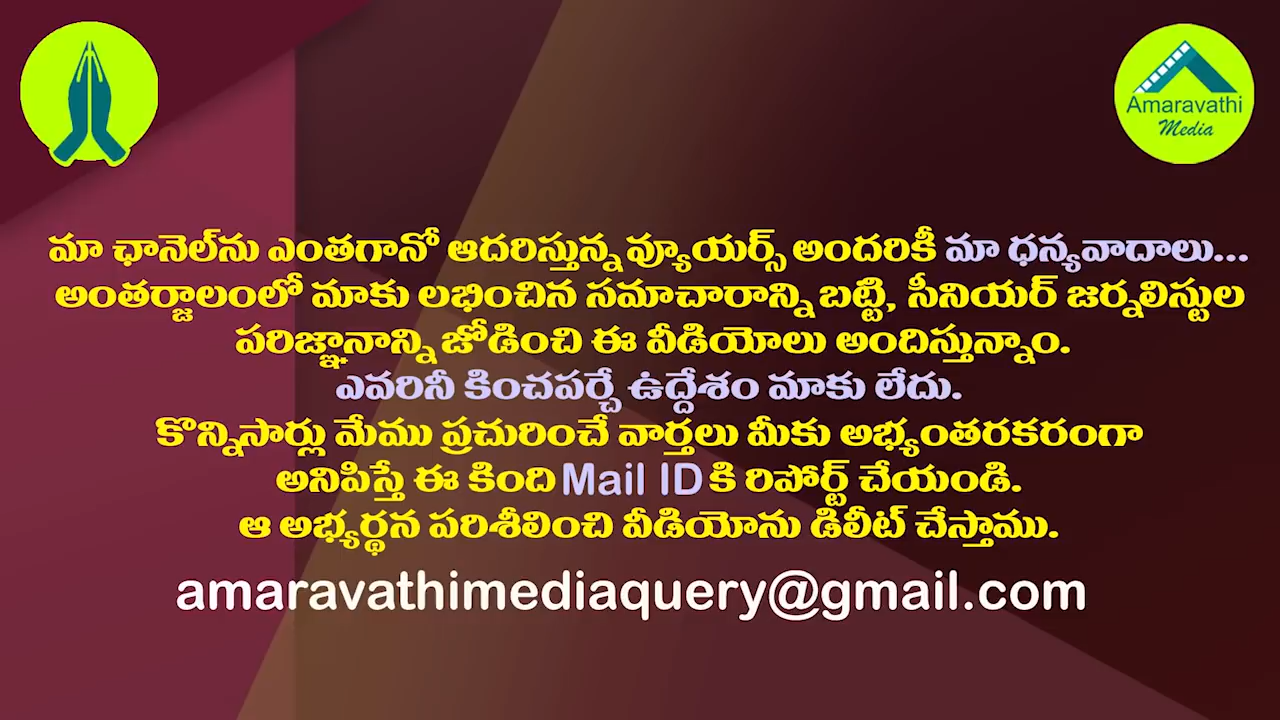 Amaravathi
Media
మా ఛానెల్‌ను ఎంతగానో ఆదరిస్తున్న వ్యూయర్స్ అందరికీ మా ధన్యవాదాలు...
అంతర్జాలంలో మాకు లభించిన సమాచారాన్ని బట్టి, సీనియర్ జర్నలిస్టుల
పరిజ్ఞానాన్ని జోడించి ఈ వీడియోలు అందిస్తున్నాం.
ఎవరినీ కించపర్చే ఉద్దేశం మాకు లేదు.
కొన్నిసార్లు మేము ప్రచురించే వార్తలు మీకు అభ్యంతరకరంగా
అనిపిస్తే ఈ కింది Mail ID కి రిపోర్ట్ చేయండి.
ఆ అభ్యర్థన పరిశీలించి వీడియోను డిలీట్ చేస్తాము.
amaravathimediaquery@gmail.com